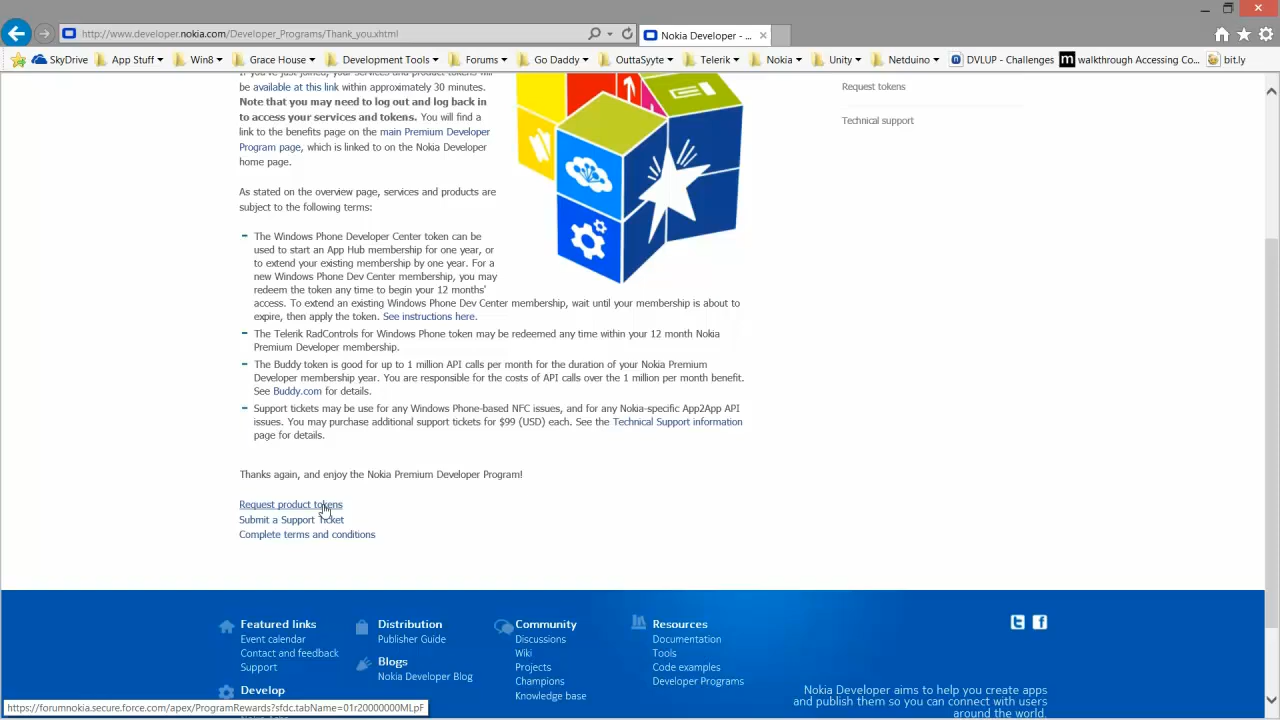 http://www.developer.nokia.com/Developer_Programs/Thank_you.xhtml
Nokia Developer - ...
SkyDrive
App Stuff
Win8
Grace House
Development Tools
Forums
Go Daddy
OuttaSyyte
Telerik
Nokia
Unity
Netduino
DVLUP - Challenges
m
walkthrough Accessing Co...
bit.ly
If you've just joined, your services and product tokens will
be available at this link within approximately 30 minutes.
Note that you may need to log out and log back in
to access your services and tokens. You will find a
link to the benefits page on the main Premium Developer
Program page, which is linked to on the Nokia Developer
home page.
As stated on the overview page, services and products are
subject to the following terms:
The Windows Phone Developer Center token can be
used to start an App Hub membership for one year, or
to extend your existing membership by one year. For a
new Windows Phone Dev Center membership, you may
redeem the token any time to begin your 12 months'
access. To extend an existing Windows Phone Dev Center membership, wait until your membership is about to
expire, then apply the token. See instructions here.
The Telerik RadControls for Windows Phone token may be redeemed any time within your 12 month Nokia
Premium Developer membership.
The Buddy token is good for up to 1 million API calls per month for the duration of your Nokia Premium
Developer membership year. You are responsible for the costs of API calls over the 1 million per month benefit.
See Buddy.com for details.
Support tickets may be use for any Windows Phone-based NFC issues, and for any Nokia-specific App2App API
issues. You may purchase additional support tickets for $99 (USD) each. See the Technical Support information
page for details.
Thanks again, and enjoy the Nokia Premium Developer Program!
Request product tokens
Submit a Support Ticket
Complete terms and conditions
Request tokens
Technical support
Featured links
Event calendar
Contact and feedback
Support
Develop
Distribution
Publisher Guide
Blogs
Nokia Developer Blog
Community
Discussions
Wiki
Projects
Champions
Knowledge base
Resources
Documentation
Tools
Code examples
Developer Programs
Nokia Developer aims to help you create apps
and publish them so you can connect with users
around the world.
https://forumnokia.secure.force.com/apex/ProgramRewards?sfdc.tabName=01r20000000MLpF